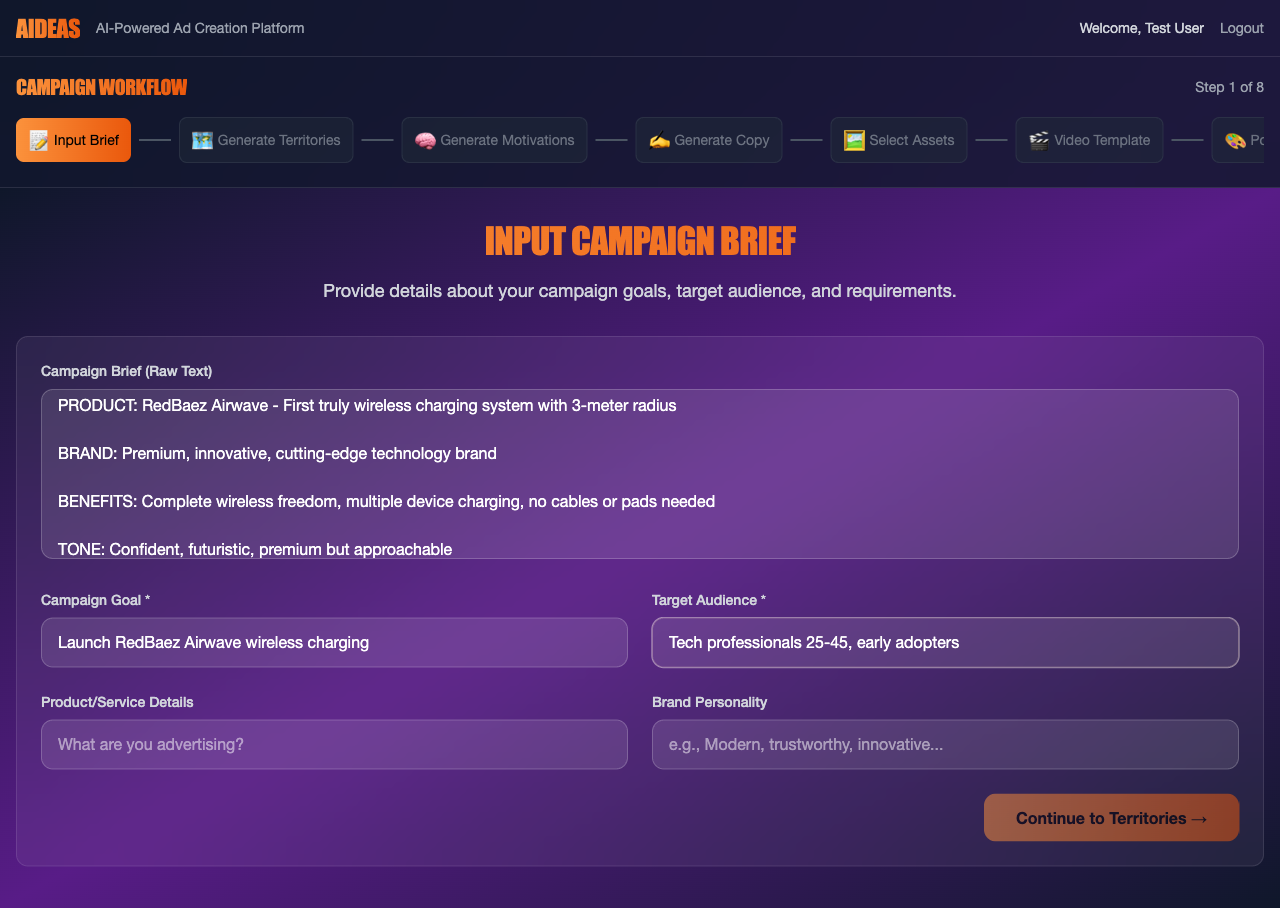 AIDEAS AI-Powered Ad Creation Platform Welcome, Test User Logout
CAMPAIGN WORKFLOW Step 1 of 8
Input Brief Generate Territories Generate Motivations Generate Copy Select Assets Video Template
INPUT CAMPAIGN BRIEF
Provide details about your campaign goals, target audience, and requirements.
Campaign Brief (Raw Text)
PRODUCT: RedBaez Airwave - First truly wireless charging system with 3-meter radius
BRAND: Premium, innovative, cutting-edge technology brand
BENEFITS: Complete wireless freedom, multiple device charging, no cables or pads needed
TONE: Confident, futuristic, premium but approachable
Campaign Goal * Target Audience *
Launch RedBaez Airwave wireless charging Tech professionals 25-45, early adopters
Product/Service Details Brand Personality
What are you advertising? e.g., Modern, trustworthy, innovative...
Continue to Territories →